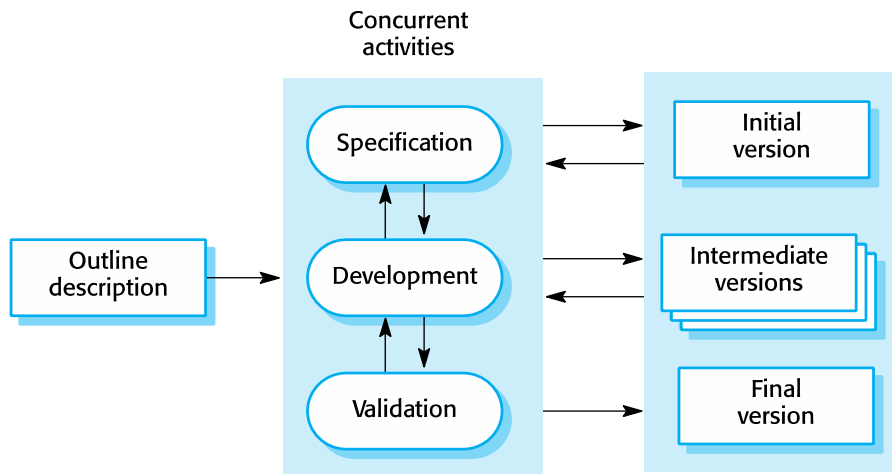 Concurrent
activities
Specification
Initial
version
Outline
description
Development
Intermediate
versions
Validation
Final
version